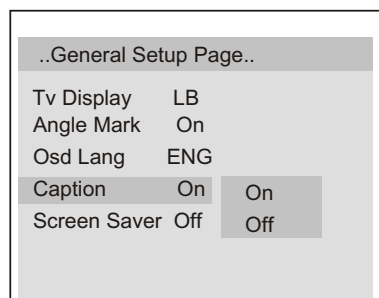 ..General Setup Page..
Tv Display LB
Angle Mark On
Osd Lang ENG
Caption On On
Screen Saver Off Off